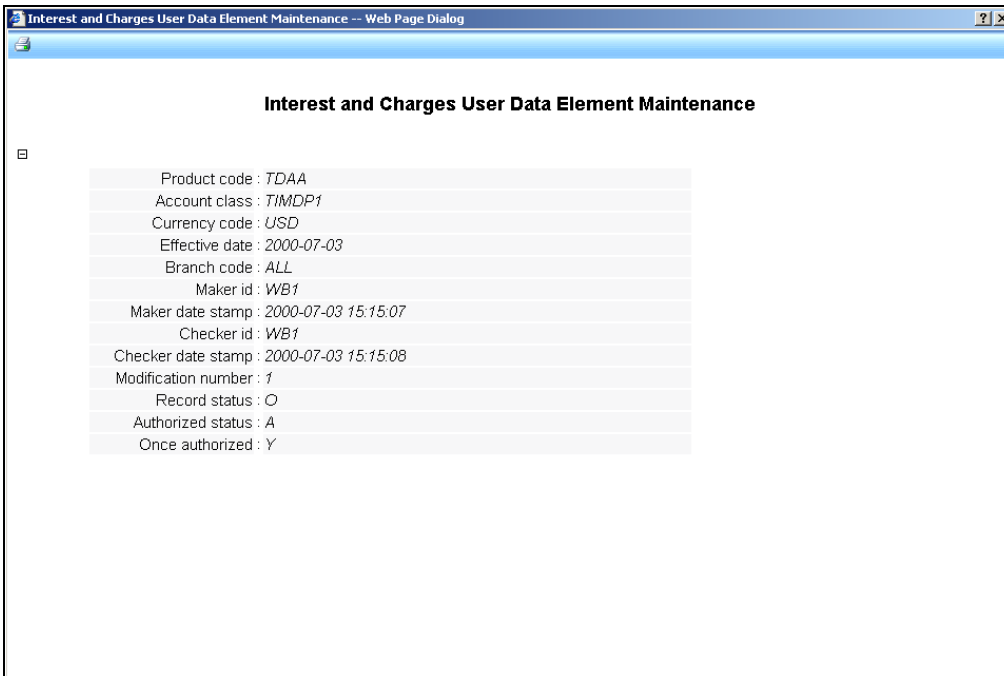 Interest and Charges User Data Element Maintenance -- Web Page Dialog
Interest and Charges User Data Element Maintenance
Product code : TDAA
Account class : TIMDP1
Currency code : USD
Effective date : 2000-07-03
Branch code : ALL
Maker id : WB1
Maker date stamp : 2000-07-03 15:15:07
Checker id : WB1
Checker date stamp : 2000-07-03 15:15:08
Modification number : 1
Record status : O
Authorized status : A
Once authorized : Y